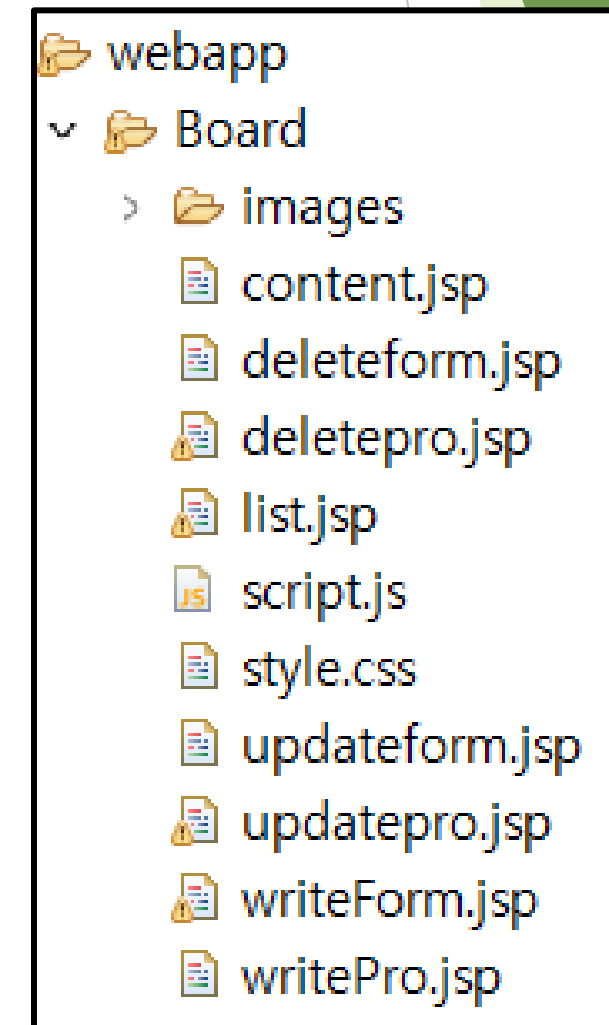 webapp
Board
images
content.jsp
deleteform.jsp
deletepro.jsp
list.jsp
script.js
style.css
updateform.jsp
updatepro.jsp
writeForm.jsp
writePro.jsp